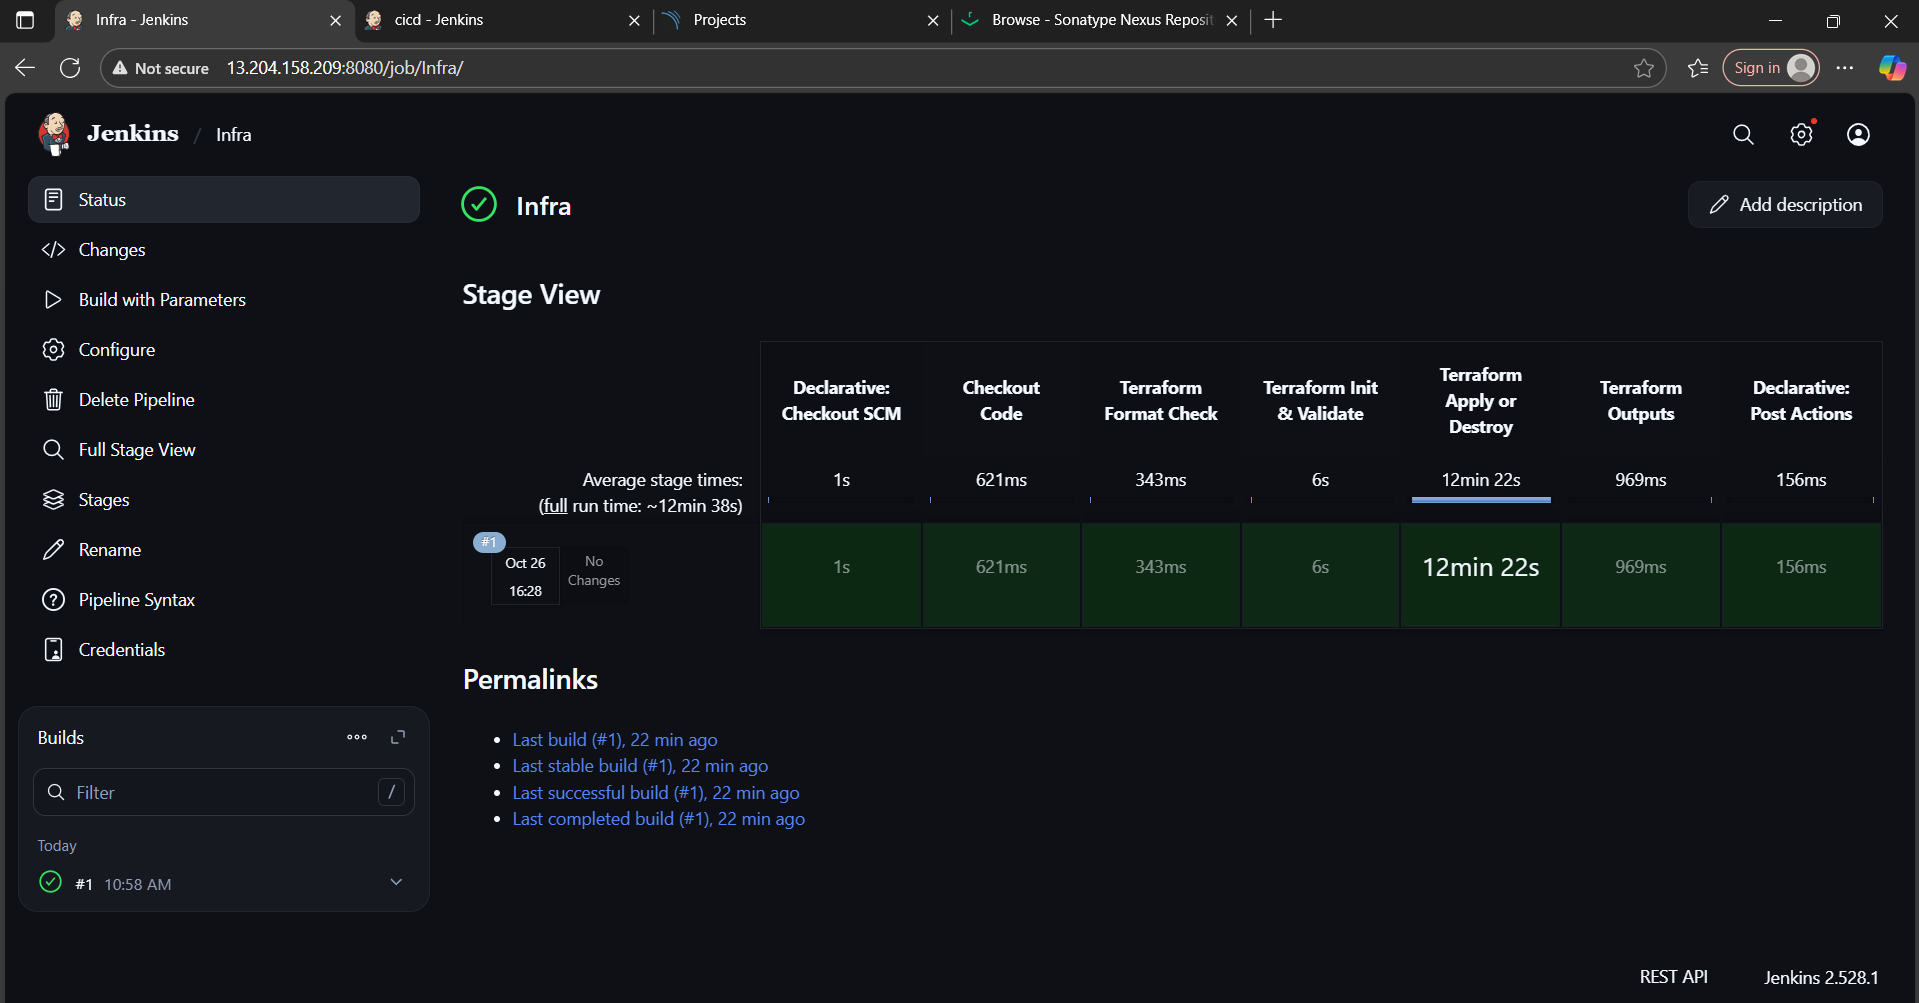 Infra - Jenkins
cicd - Jenkins
Projects
Browse - Sonatype Nexus Reposit
Not secure
13.204.158.209:8080/job/Infra/
Sign in
Jenkins / Infra
Status
Changes
Build with Parameters
Configure
Delete Pipeline
Full Stage View
Stages
Rename
Pipeline Syntax
Credentials
Builds
Filter
/
Today
#1 10:58 AM
Infra
Add description
Stage View
Declarative:
Checkout SCM
Checkout
Code
Terraform
Format Check
Terraform Init
& Validate
Terraform
Apply or
Destroy
Terraform
Outputs
Declarative:
Post Actions
Average stage times:
(full run time: ~12min 38s)
1s
621ms
343ms
6s
12min 22s
969ms
156ms
#1
Oct 26
16:28
No
Changes
1s
621ms
343ms
6s
12min 22s
969ms
156ms
Permalinks
Last build (#1), 22 min ago
Last stable build (#1), 22 min ago
Last successful build (#1), 22 min ago
Last completed build (#1), 22 min ago
REST API
Jenkins 2.528.1